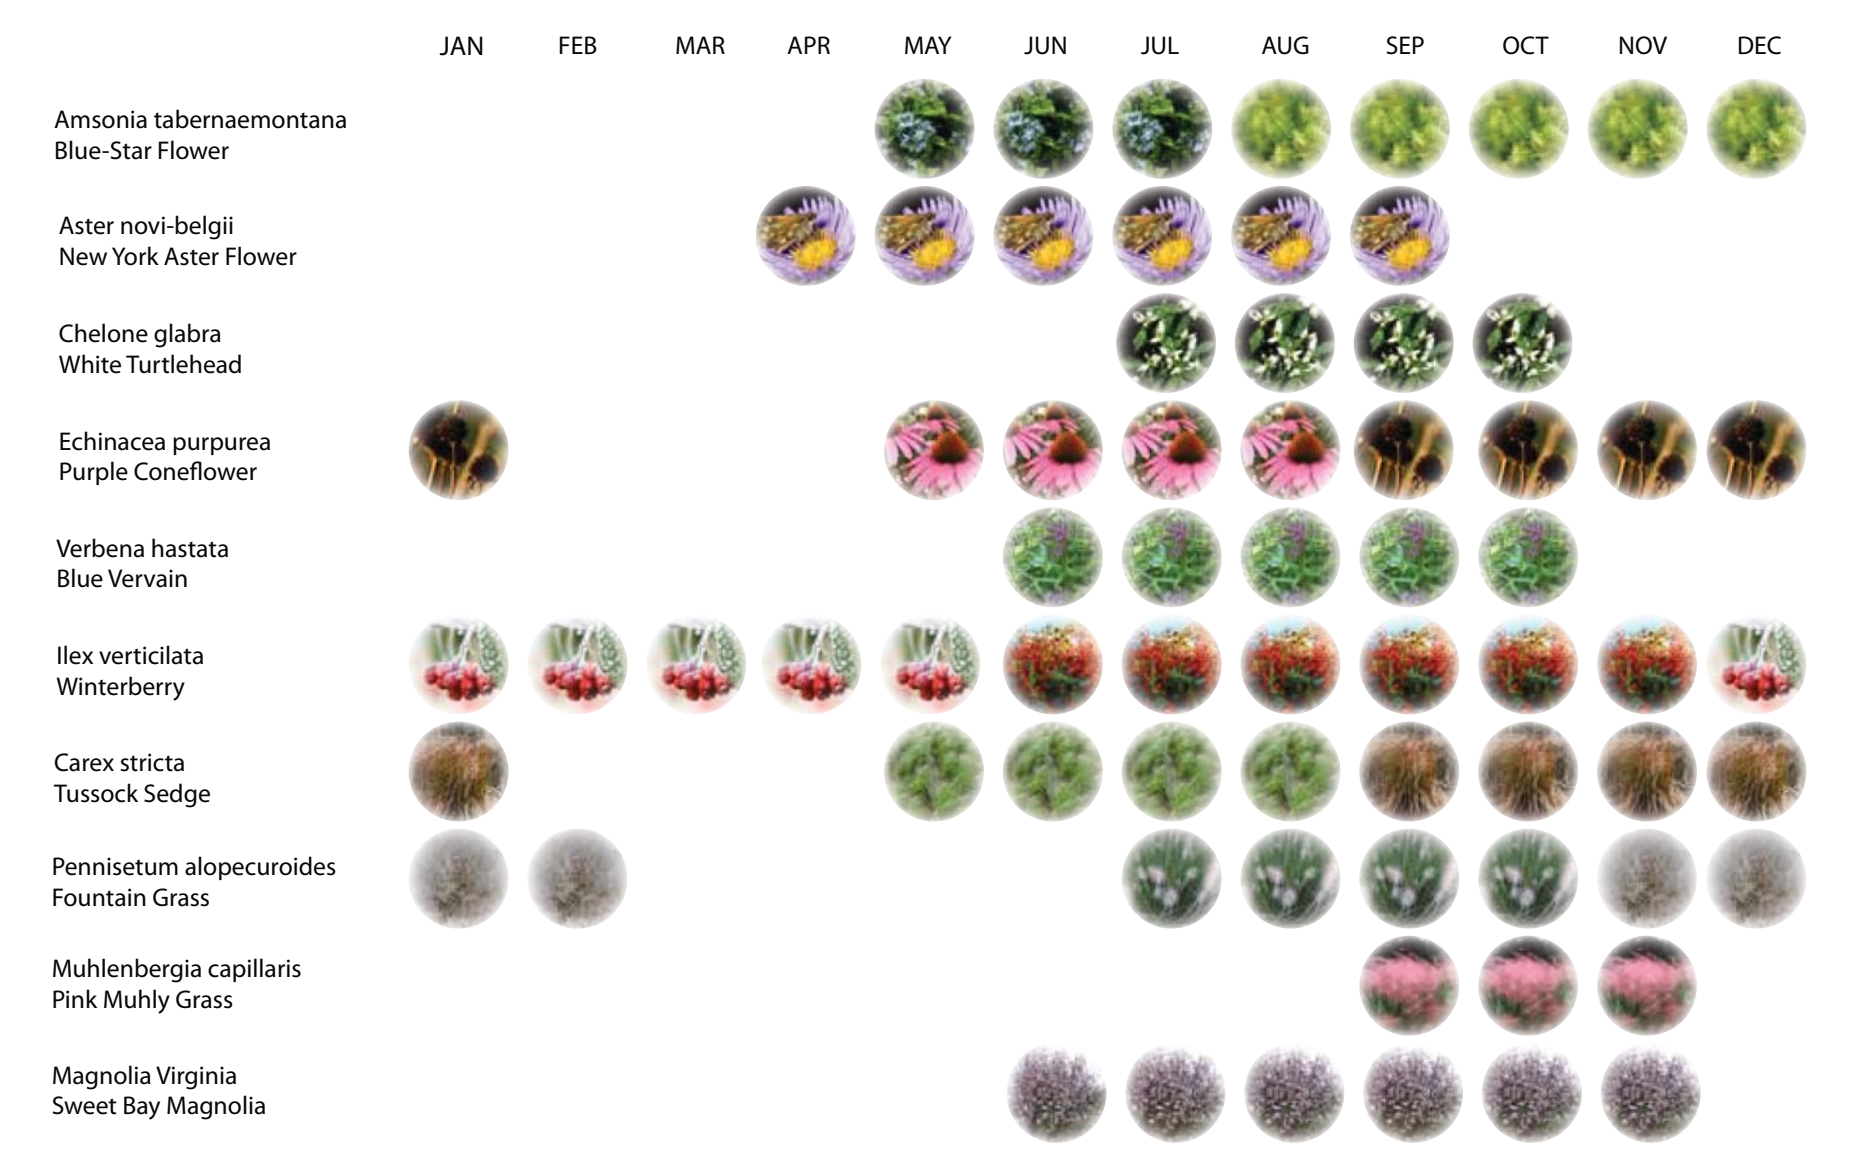 JAN FEB MAR APR MAY JUN JUL AUG SEP OCT NOV DEC
Amsonia tabernaemontana
Blue-Star Flower
Aster novi-belgii
New York Aster Flower
Chelone glabra
White Turtlehead
Echinacea purpurea
Purple Coneflower
Verbena hastata
Blue Vervain
Ilex verticilata
Winterberry
Carex stricta
Tussock Sedge
Pennisetum alopecuroides
Fountain Grass
Muhlenbergia capillaris
Pink Muhly Grass
Magnolia Virginia
Sweet Bay Magnolia